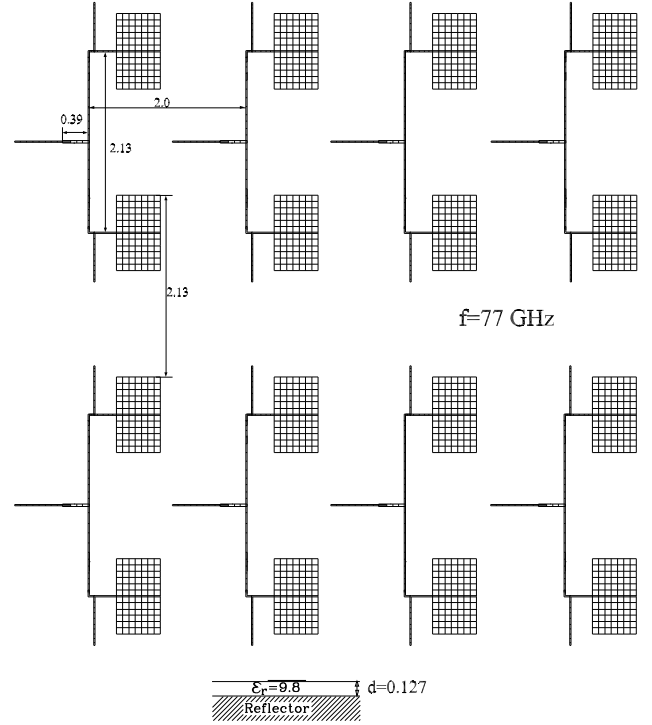 2.0
0.39
2.13
2.13
f=77 GHz
εr=9.8
d=0.127
Reflector